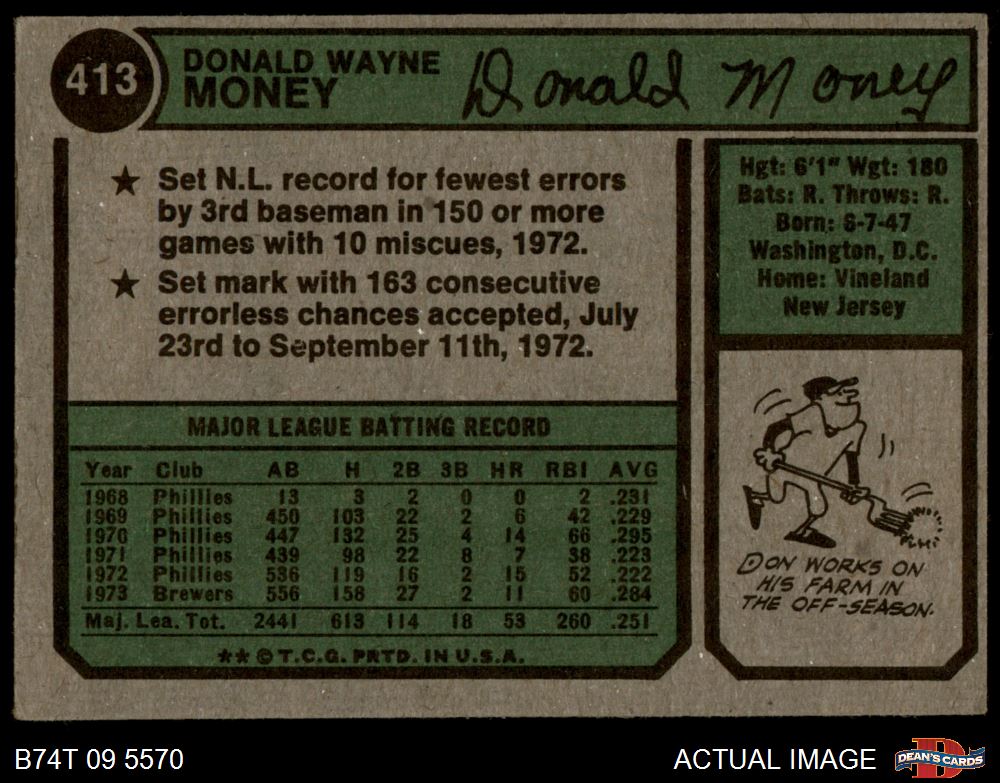 413
DONALD WAYNE
MONEY
Donald Money
★ Set N.L. record for fewest errors
by 3rd baseman in 150 or more
games with 10 miscues, 1972.
★ Set mark with 163 consecutive
errorless chances accepted, July
23rd to September 11th, 1972.
Hgt: 6'1" Wgt: 180
Bats: R. Throws: R.
Born: 6-7-47
Washington, D.C.
Home: Vineland
New Jersey
MAJOR LEAGUE BATTING RECORD
Year Club AB H 2B 3B HR RBI AVG
1968 Phillies 13 3 2 0 0 2 .231
1969 Phillies 450 103 22 2 6 42 .229
1970 Phillies 447 132 25 4 14 66 .295
1971 Phillies 439 98 22 8 7 38 .223
1972 Phillies 536 119 16 2 15 52 .222
1973 Brewers 556 158 27 2 11 60 .284
Maj. Lea. Tot. 2441 613 114 18 53 260 .251
★★ © T.C.G. PRTD. IN U.S.A.
DON WORKS ON
HIS FARM IN
THE OFF-SEASON.
B74T 09 5570
ACTUAL IMAGE
DEAN'S CARDS